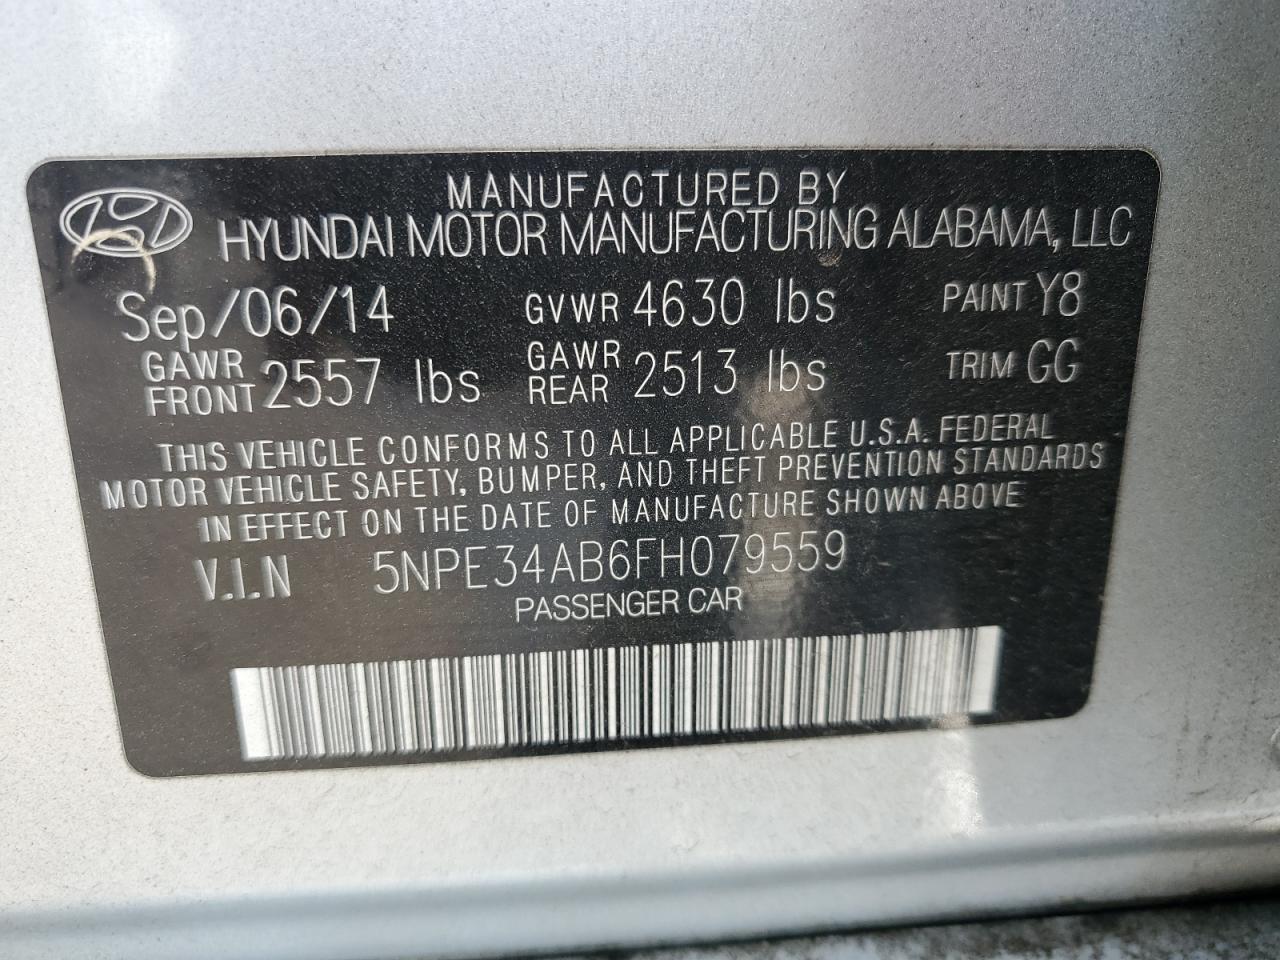 MANUFACTURED BY
HYUNDAI MOTOR MANUFACTURING ALABAMA, LLC
Sep/06/14 GVWR 4630 lbs PAINT Y8
GAWR FRONT 2557 lbs GAWR REAR 2513 lbs TRIM GG
THIS VEHICLE CONFORMS TO ALL APPLICABLE U.S.A. FEDERAL
MOTOR VEHICLE SAFETY, BUMPER, AND THEFT PREVENTION STANDARDS
IN EFFECT ON THE DATE OF MANUFACTURE SHOWN ABOVE
V.I.N 5NPE34AB6FH079559
PASSENGER CAR